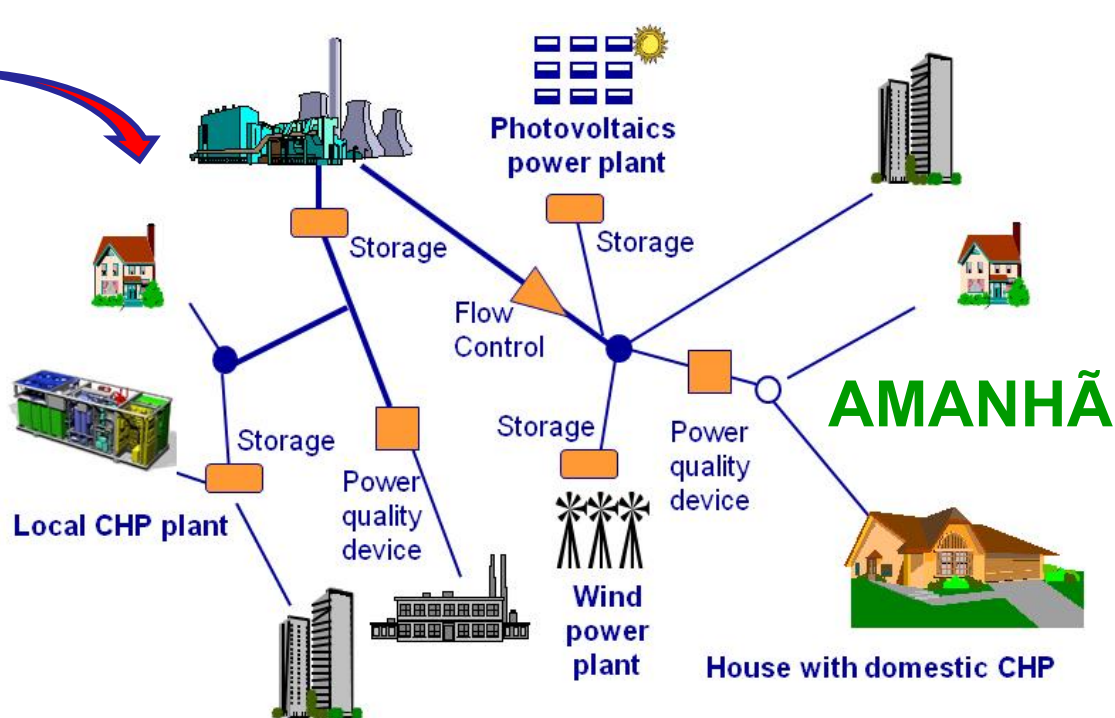 Photovoltaics
power plant
Storage
Storage
Flow
Control
AMANHÃ
Storage
Storage
Power
quality
device
Power
quality
device
Local CHP plant
Wind
power
plant
House with domestic CHP